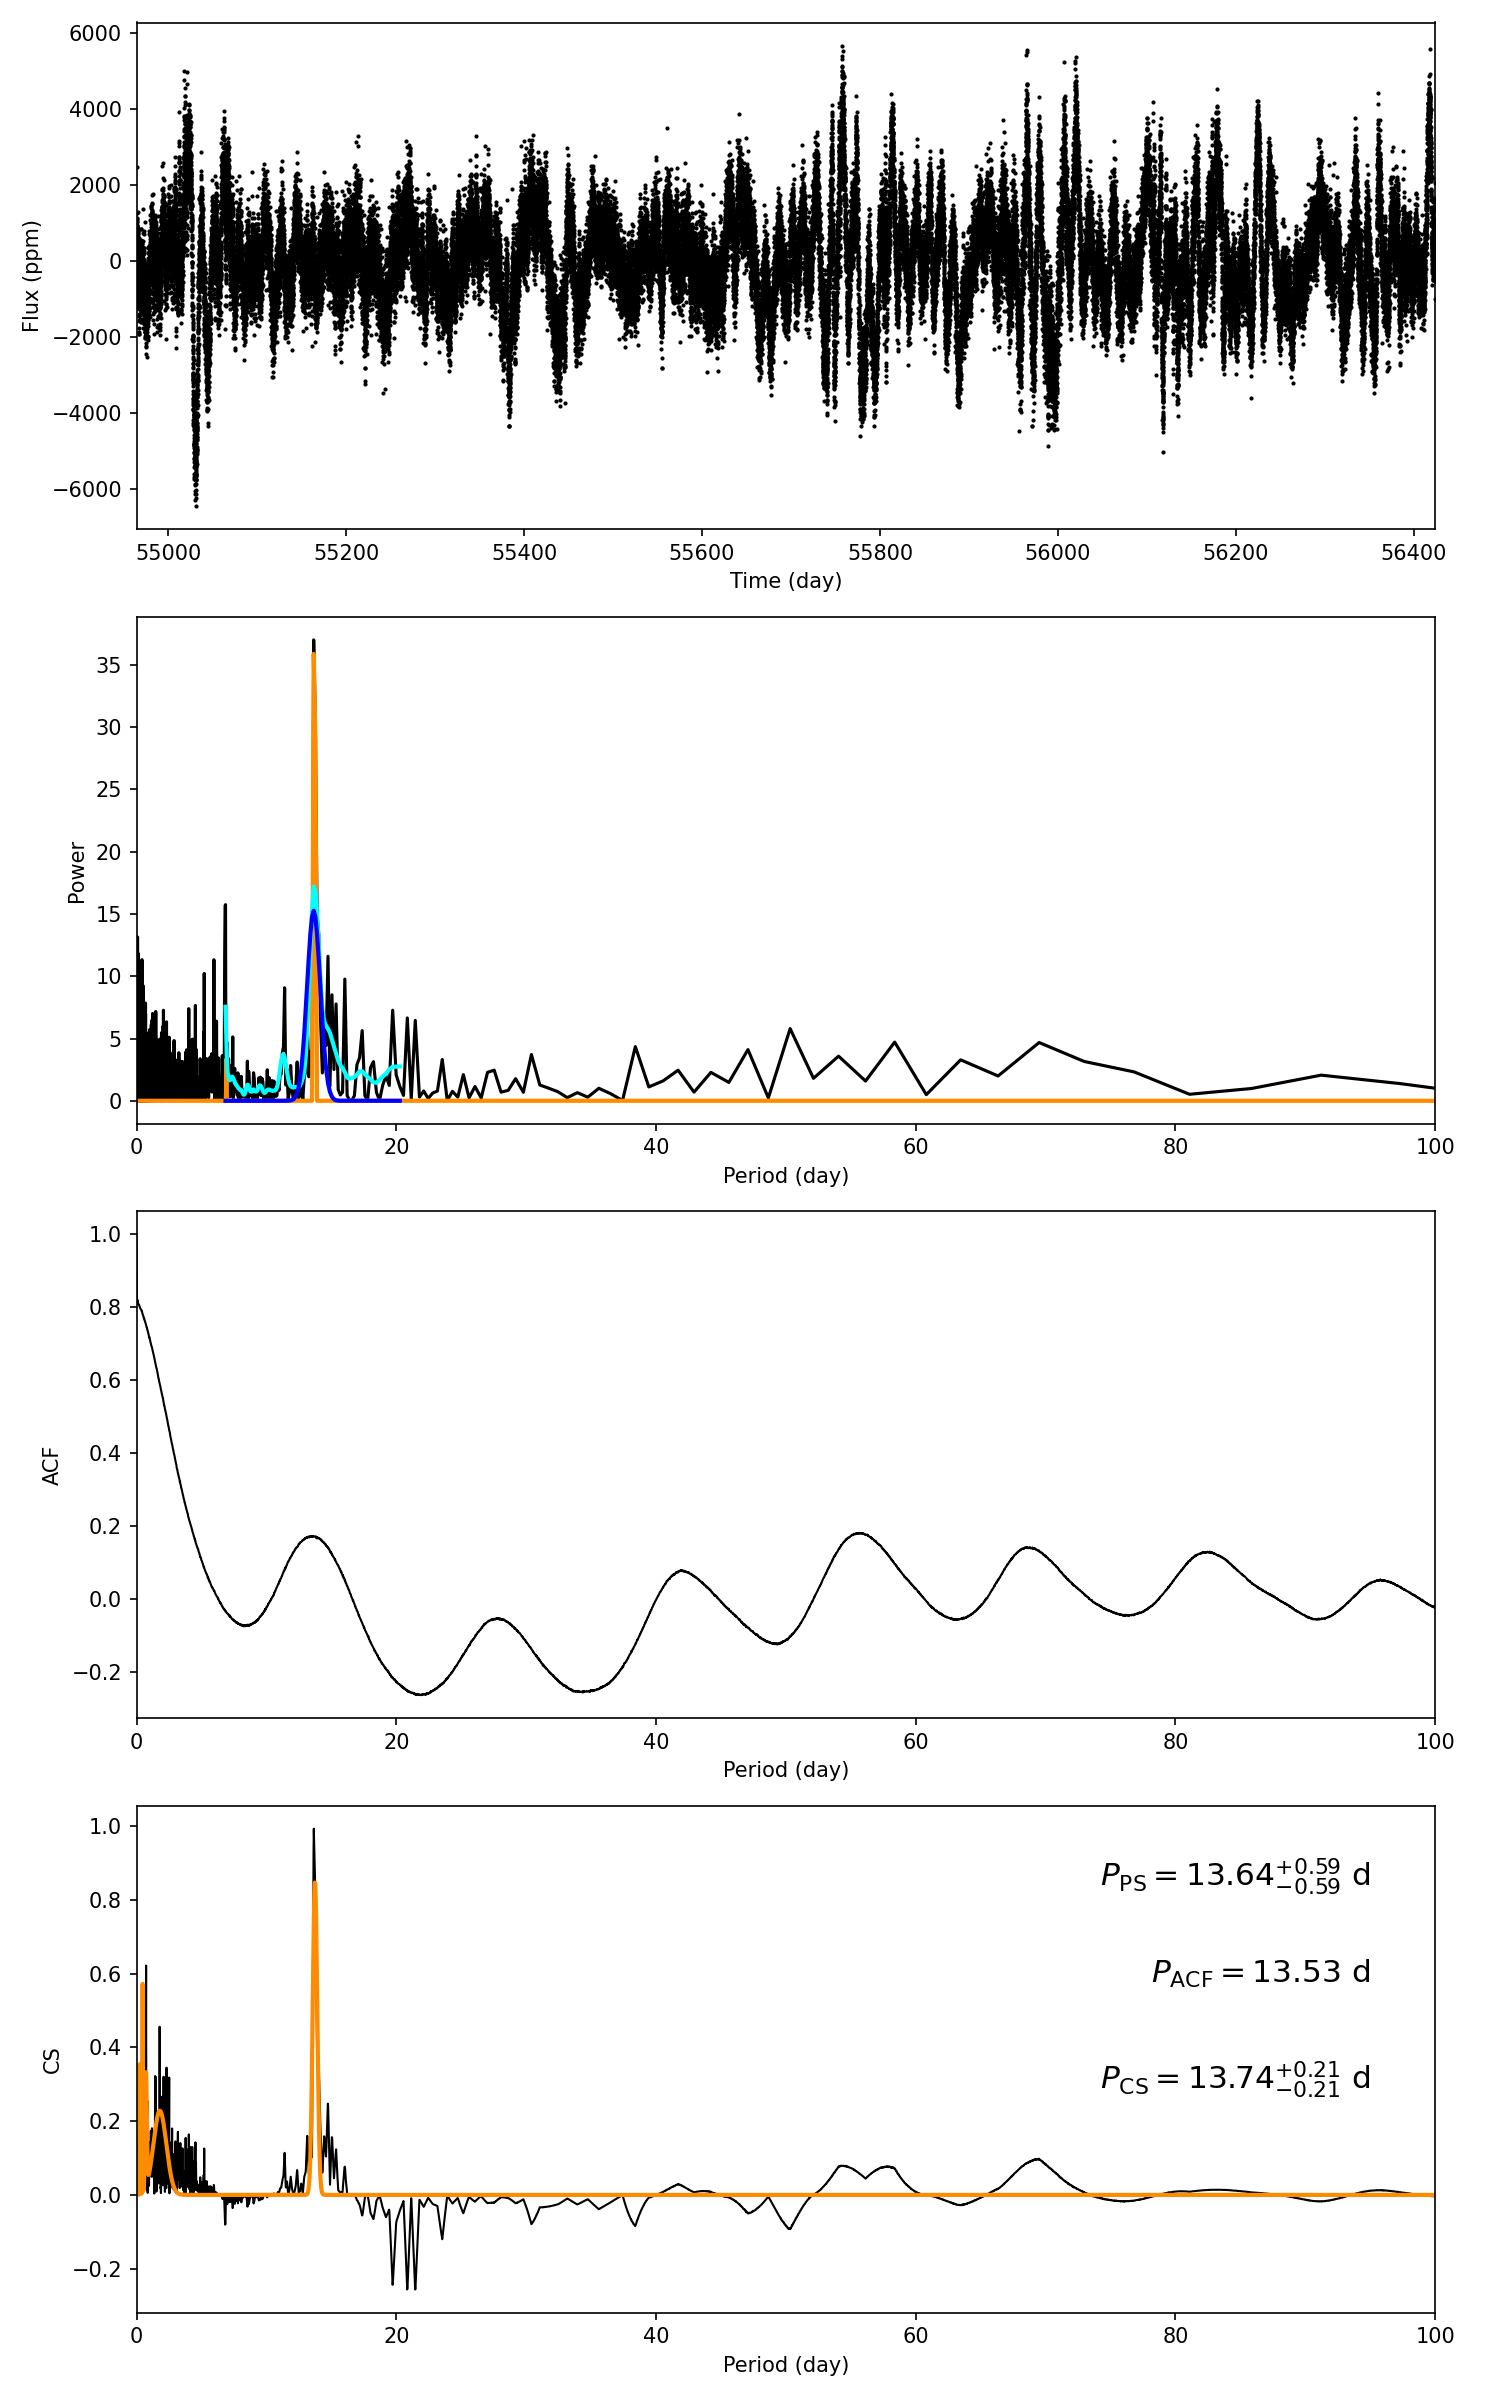 6000
4000
2000
0
−2000
−4000
−6000
Flux (ppm)
55000 55200 55400 55600 55800 56000 56200 56400
Time (day)
35
30
25
20
15
10
5
0
Power
0 20 40 60 80 100
Period (day)
1.0
0.8
0.6
0.4
0.2
0.0
−0.2
ACF
0 20 40 60 80 100
Period (day)
1.0
0.8
0.6
0.4
0.2
0.0
−0.2
CS
P_PS = 13.64^{+0.59}_{−0.59} d
P_ACF = 13.53 d
P_CS = 13.74^{+0.21}_{−0.21} d
0 20 40 60 80 100
Period (day)